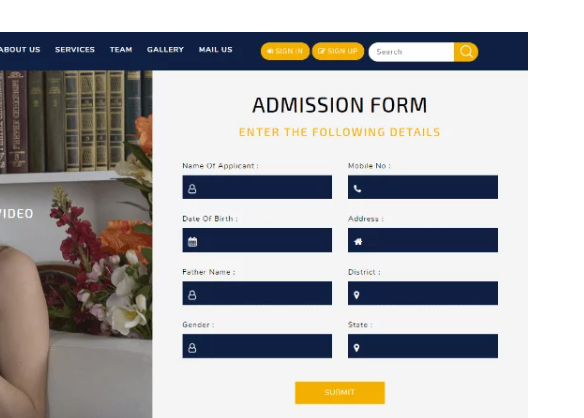 ABOUT US SERVICES TEAM GALLERY MAIL US SIGN IN SIGN UP Search
ADMISSION FORM
ENTER THE FOLLOWING DETAILS
Name Of Applicant : Mobile No :
VIDEO
Date Of Birth : Address :
Father Name : District :
Gender : State :
SUBMIT